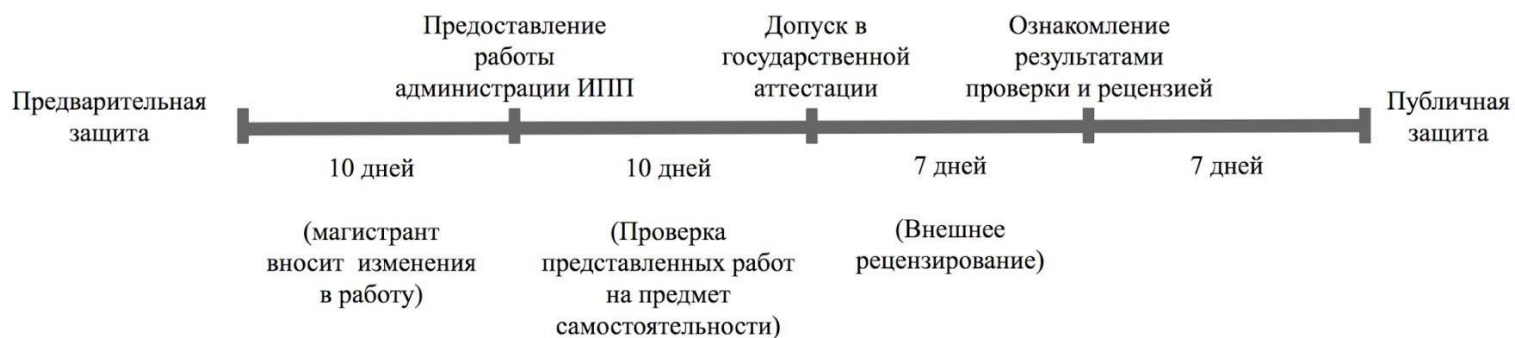 Предварительная
защита
Предоставление
работы
администрации ИПП
Допуск в
государственной
аттестации
Ознакомление
результатами
проверки и рецензией
Публичная
защита
10 дней
10 дней
7 дней
7 дней
(магистрант
вносит изменения
в работу)
(Проверка
представленных работ
на предмет
самостоятельности)
(Внешнее
рецензирование)